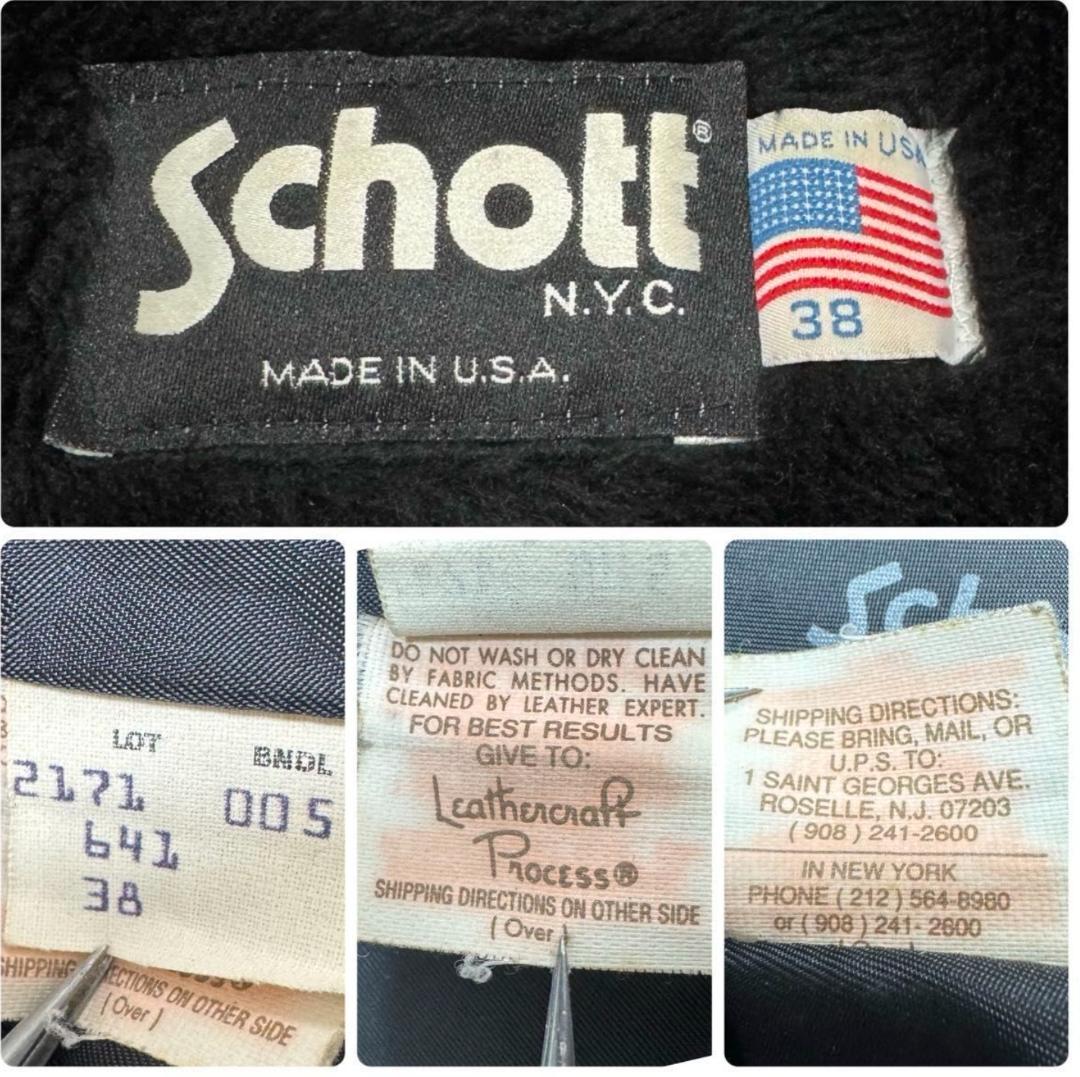 Schott®
N.Y.C.
MADE IN U.S.A.
MADE IN USA
38
LOT BNDL
2171 005
641
38
SHIPPING DIRECTIONS ON OTHER SIDE
( Over )
DO NOT WASH OR DRY CLEAN
BY FABRIC METHODS. HAVE
CLEANED BY LEATHER EXPERT.
FOR BEST RESULTS
GIVE TO:
Leathercraft
Process®
SHIPPING DIRECTIONS ON OTHER SIDE
( Over
Sch
SHIPPING DIRECTIONS:
PLEASE BRING, MAIL, OR
U.P.S. TO:
1 SAINT GEORGES AVE.
ROSELLE, N.J. 07203
( 908 ) 241-2600
IN NEW YORK
PHONE ( 212 ) 564-8980
or ( 908 ) 241- 2600